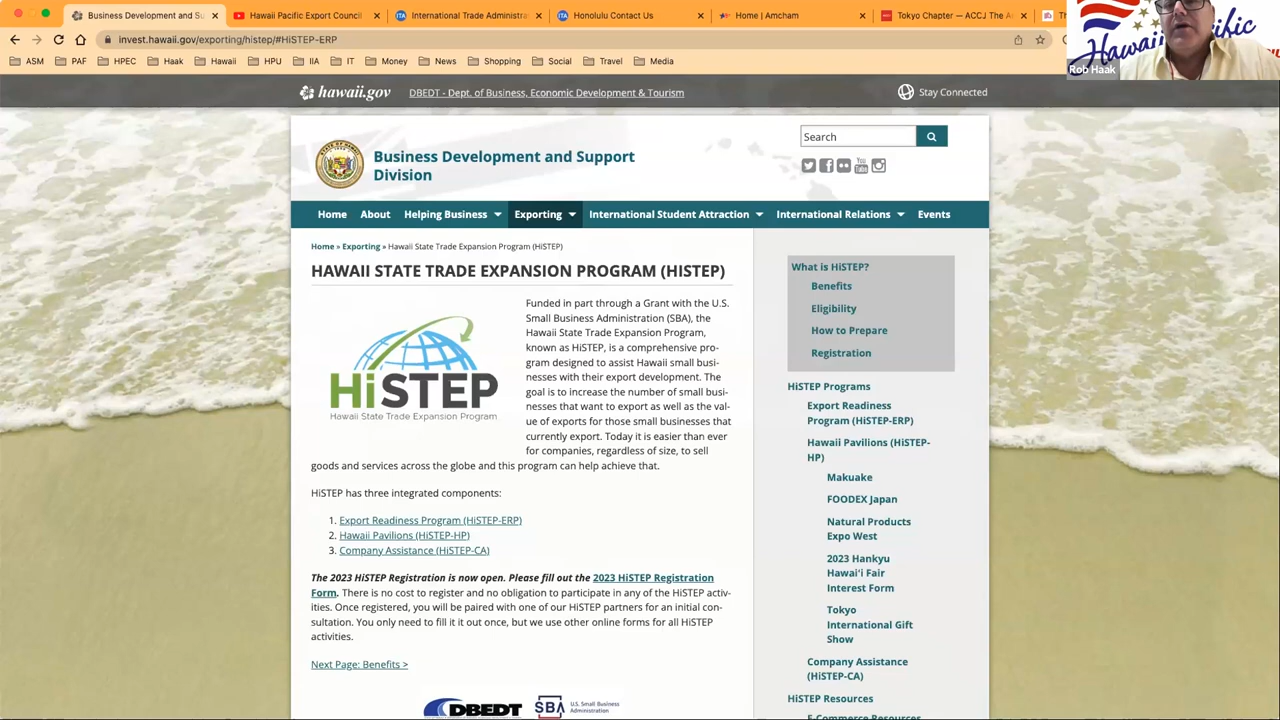 Business Development and Su
Hawaii Pacific Export Council
International Trade Administra
Honolulu Contact Us
Home | Amcham
Tokyo Chapter — ACCJ The A
Th
invest.hawaii.gov/exporting/histep/#HiSTEP-ERP
ASM PAF HPEC Haak Hawaii HPU IIA IT Money News Shopping Social Travel Media
Hawaii Pacific
Rob Haak
hawaii.gov
DBEDT - Dept. of Business, Economic Development & Tourism
Stay Connected
Business Development and Support
Division
Search
Home About Helping Business Exporting International Student Attraction International Relations Events
Home » Exporting » Hawaii State Trade Expansion Program (HiSTEP)
HAWAII STATE TRADE EXPANSION PROGRAM (HISTEP)
HiSTEP
Hawaii State Trade Expansion Program
Funded in part through a Grant with the U.S.
Small Business Administration (SBA), the
Hawaii State Trade Expansion Program,
known as HiSTEP, is a comprehensive pro-
gram designed to assist Hawaii small busi-
nesses with their export development. The
goal is to increase the number of small busi-
nesses that want to export as well as the val-
ue of exports for those small businesses that
currently export. Today it is easier than ever
for companies, regardless of size, to sell
goods and services across the globe and this program can help achieve that.
HiSTEP has three integrated components:
1. Export Readiness Program (HiSTEP-ERP)
2. Hawaii Pavilions (HiSTEP-HP)
3. Company Assistance (HiSTEP-CA)
The 2023 HiSTEP Registration is now open. Please fill out the 2023 HiSTEP Registration
Form. There is no cost to register and no obligation to participate in any of the HiSTEP activ-
ities. Once registered, you will be paired with one of our HiSTEP partners for an initial con-
sultation. You only need to fill it it out once, but we use other online forms for all HiSTEP
activities.
Next Page: Benefits >
DBEDT
SBA
U.S. Small Business
Administration
What is HiSTEP?
Benefits
Eligibility
How to Prepare
Registration
HiSTEP Programs
Export Readiness
Program (HiSTEP-ERP)
Hawaii Pavilions (HiSTEP-
HP)
Makuake
FOODEX Japan
Natural Products
Expo West
2023 Hankyu
Hawai‘i Fair
Interest Form
Tokyo
International Gift
Show
Company Assistance
(HiSTEP-CA)
HiSTEP Resources
E-Commerce Resources